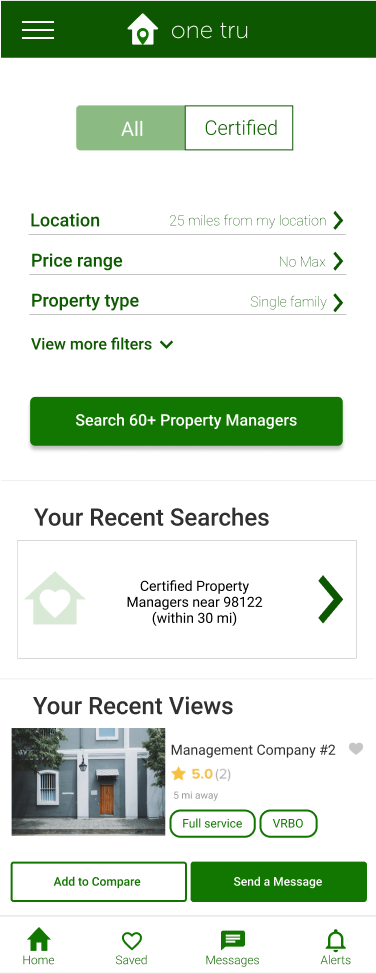 one tru
All
Certified
Location
25 miles from my location
Price range
No Max
Property type
Single family
View more filters
Search 60+ Property Managers
Your Recent Searches
Certified Property
Managers near 98122
(within 30 mi)
Your Recent Views
Management Company #2
5.0 (2)
5 mi away
Full service
VRBO
Add to Compare
Send a Message
Home
Saved
Messages
Alerts